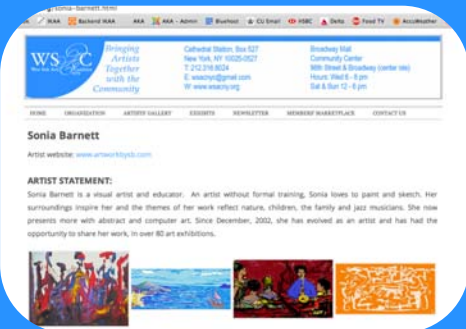 sonia-barnett.html
IKAA Backend IKAA AKA AKA - Admn Bluehost CU Email HSBC Delta Food TV AccuWeather
WS C
Bringing
Artists
Together
with the
Community
Cathedral Station, Box 527
New York, NY 10025-0527
T: 212.316.6024
E: wsacnyc@gmail.com
W: www.wsacny.org
Broadway Mall
Community Center
96th Street & Broadway (center isle)
Hours: Wed 6 - 8 pm
Sat & Sun 12 - 6 pm
HOME ORGANIZATION ARTISTS' GALLERY EXHIBITS NEWSLETTER MEMBERS' MARKETPLACE CONTACT US
Sonia Barnett
Artist website: www.artworkbysb.com
ARTIST STATEMENT:
Sonia Barnett is a visual artist and educator. An artist without formal training, Sonia loves to paint and sketch. Her
surroundings inspire her and the themes of her work reflect nature, children, the family and jazz musicians. She now
presents more with abstract and computer art. Since December, 2002, she has evolved as an artist and has had the
opportunity to share her work, in over 80 art exhibitions.